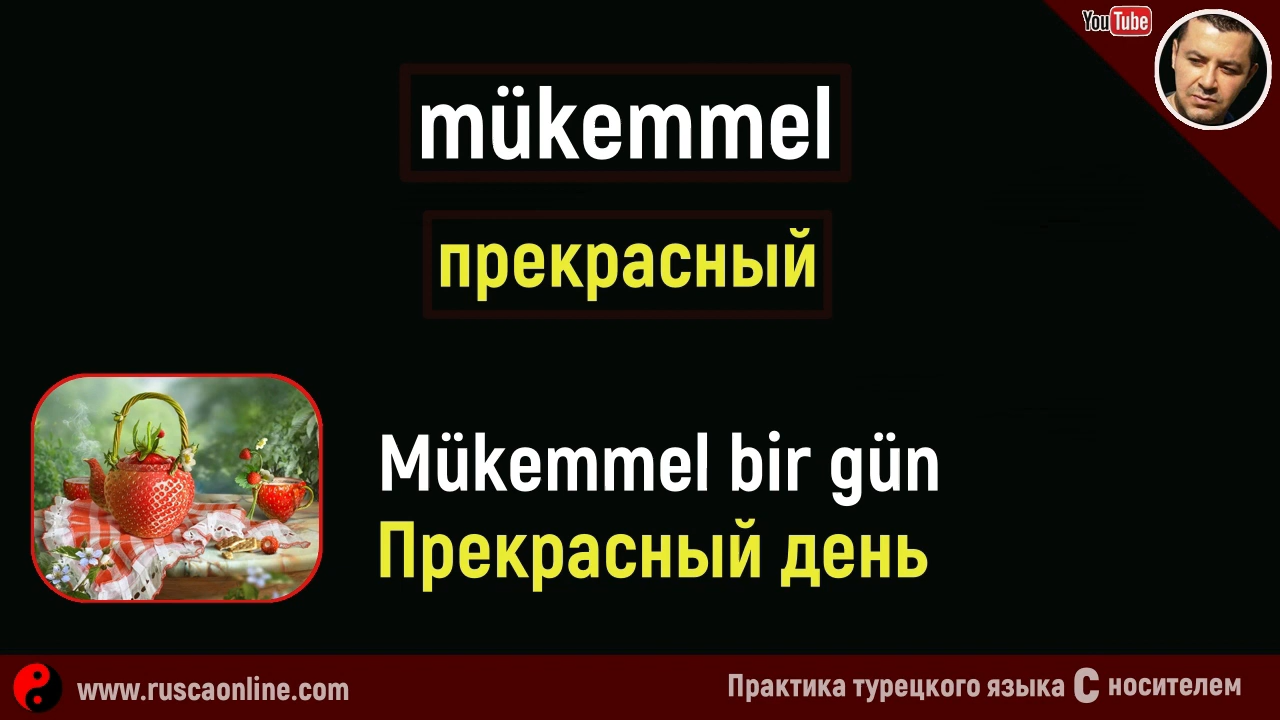 YouTube
mükemmel
прекрасный
Mükemmel bir gün
Прекрасный день
www.ruscaonline.com
Практика турецкого языка С носителем